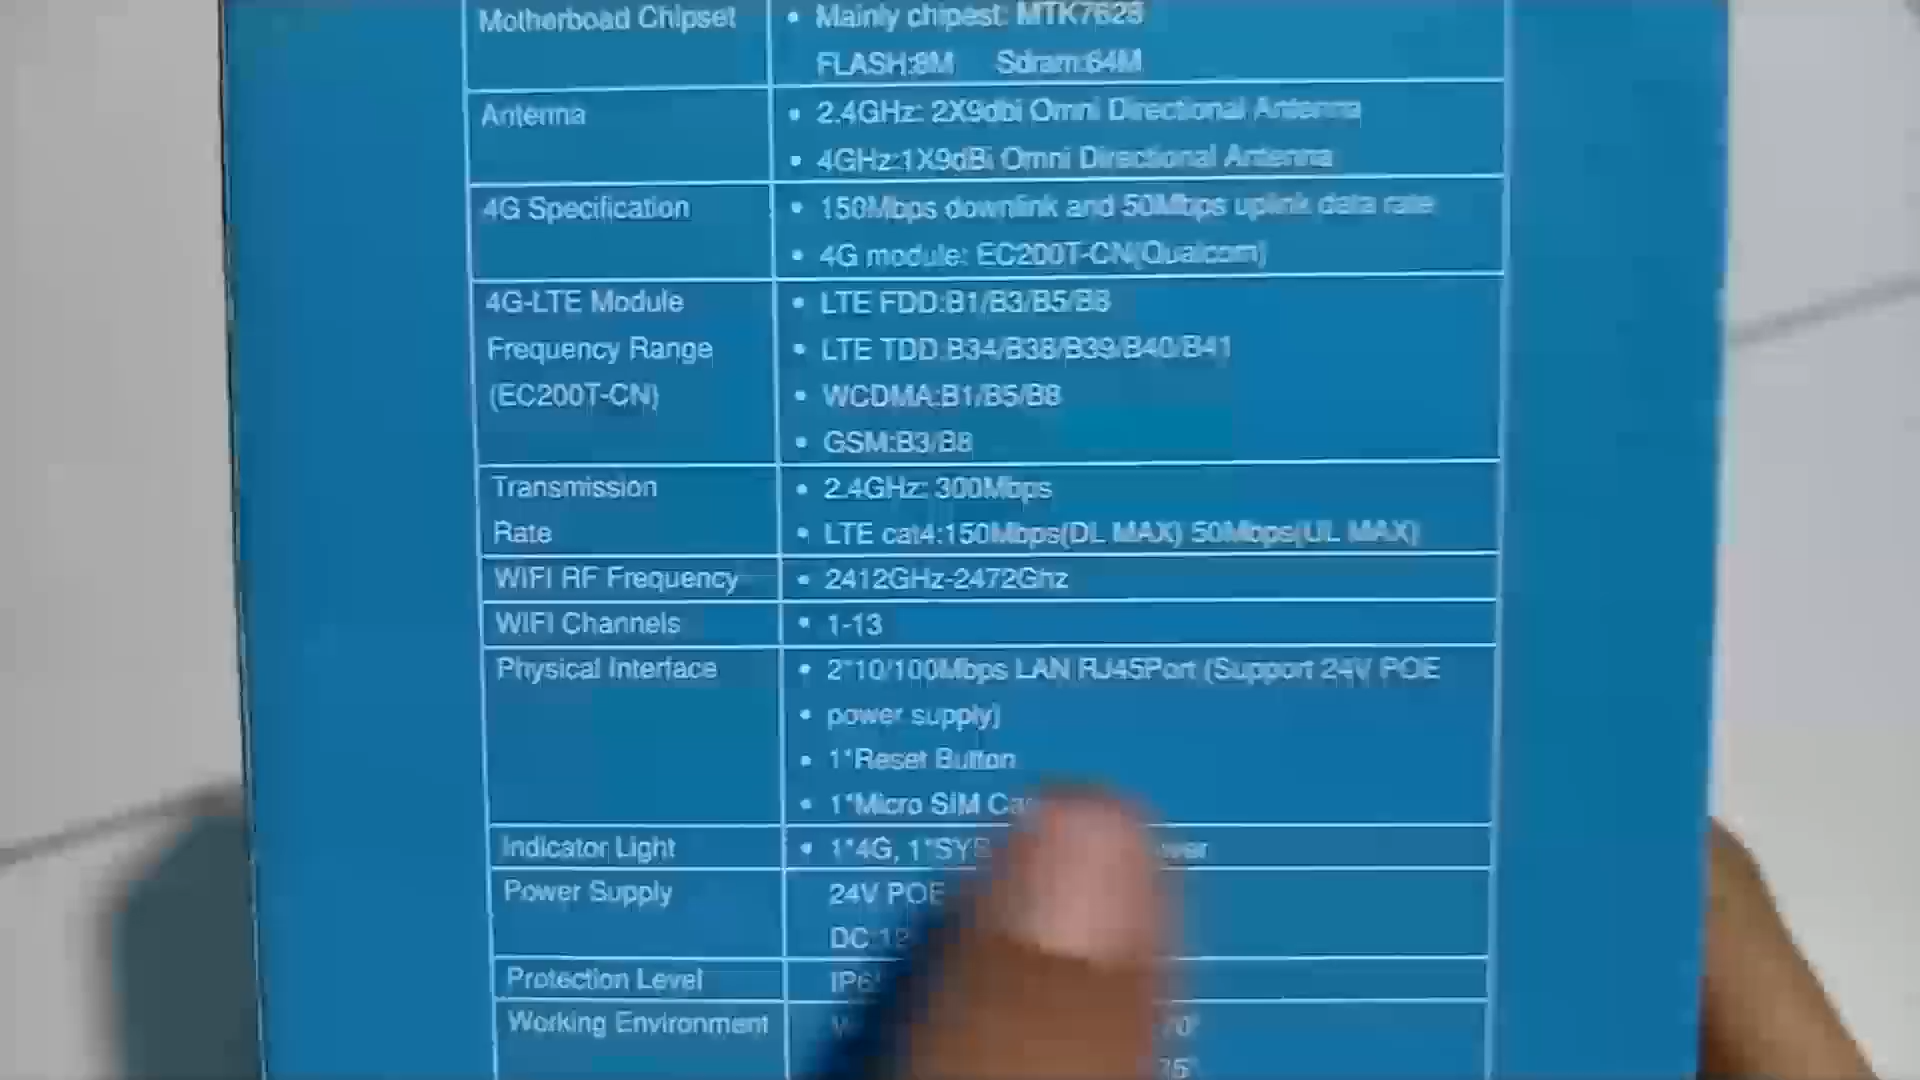 Motherboad Chipset
• Mainly chipest: MTK7628
FLASH:8M Sdram:64M
Antenna
• 2.4GHz: 2X9dbi Omni Directional Antenna
• 4GHz:1X9dBi Omni Directional Antenna
4G Specification
• 150Mbps downlink and 50Mbps uplink data rate
• 4G module: EC200T-CN(Qualcom)
4G-LTE Module
Frequency Range
(EC200T-CN)
• LTE FDD:B1/B3/B5/B8
• LTE TDD:B34/B38/B39/B40/B41
• WCDMA:B1/B5/B8
• GSM:B3/B8
Transmission
Rate
• 2.4GHz: 300Mbps
• LTE cat4:150Mbps(DL MAX) 50Mbps(UL MAX)
WIFI RF Frequency
• 2412GHz-2472Ghz
WIFI Channels
• 1-13
Physical Interface
• 2*10/100Mbps LAN RJ45Port (Support 24V POE
• power supply)
• 1*Reset Button
• 1*Micro SIM
Indicator Light
• 1*4G,
Power Supply
24V POE
Protection Level
Working Environment